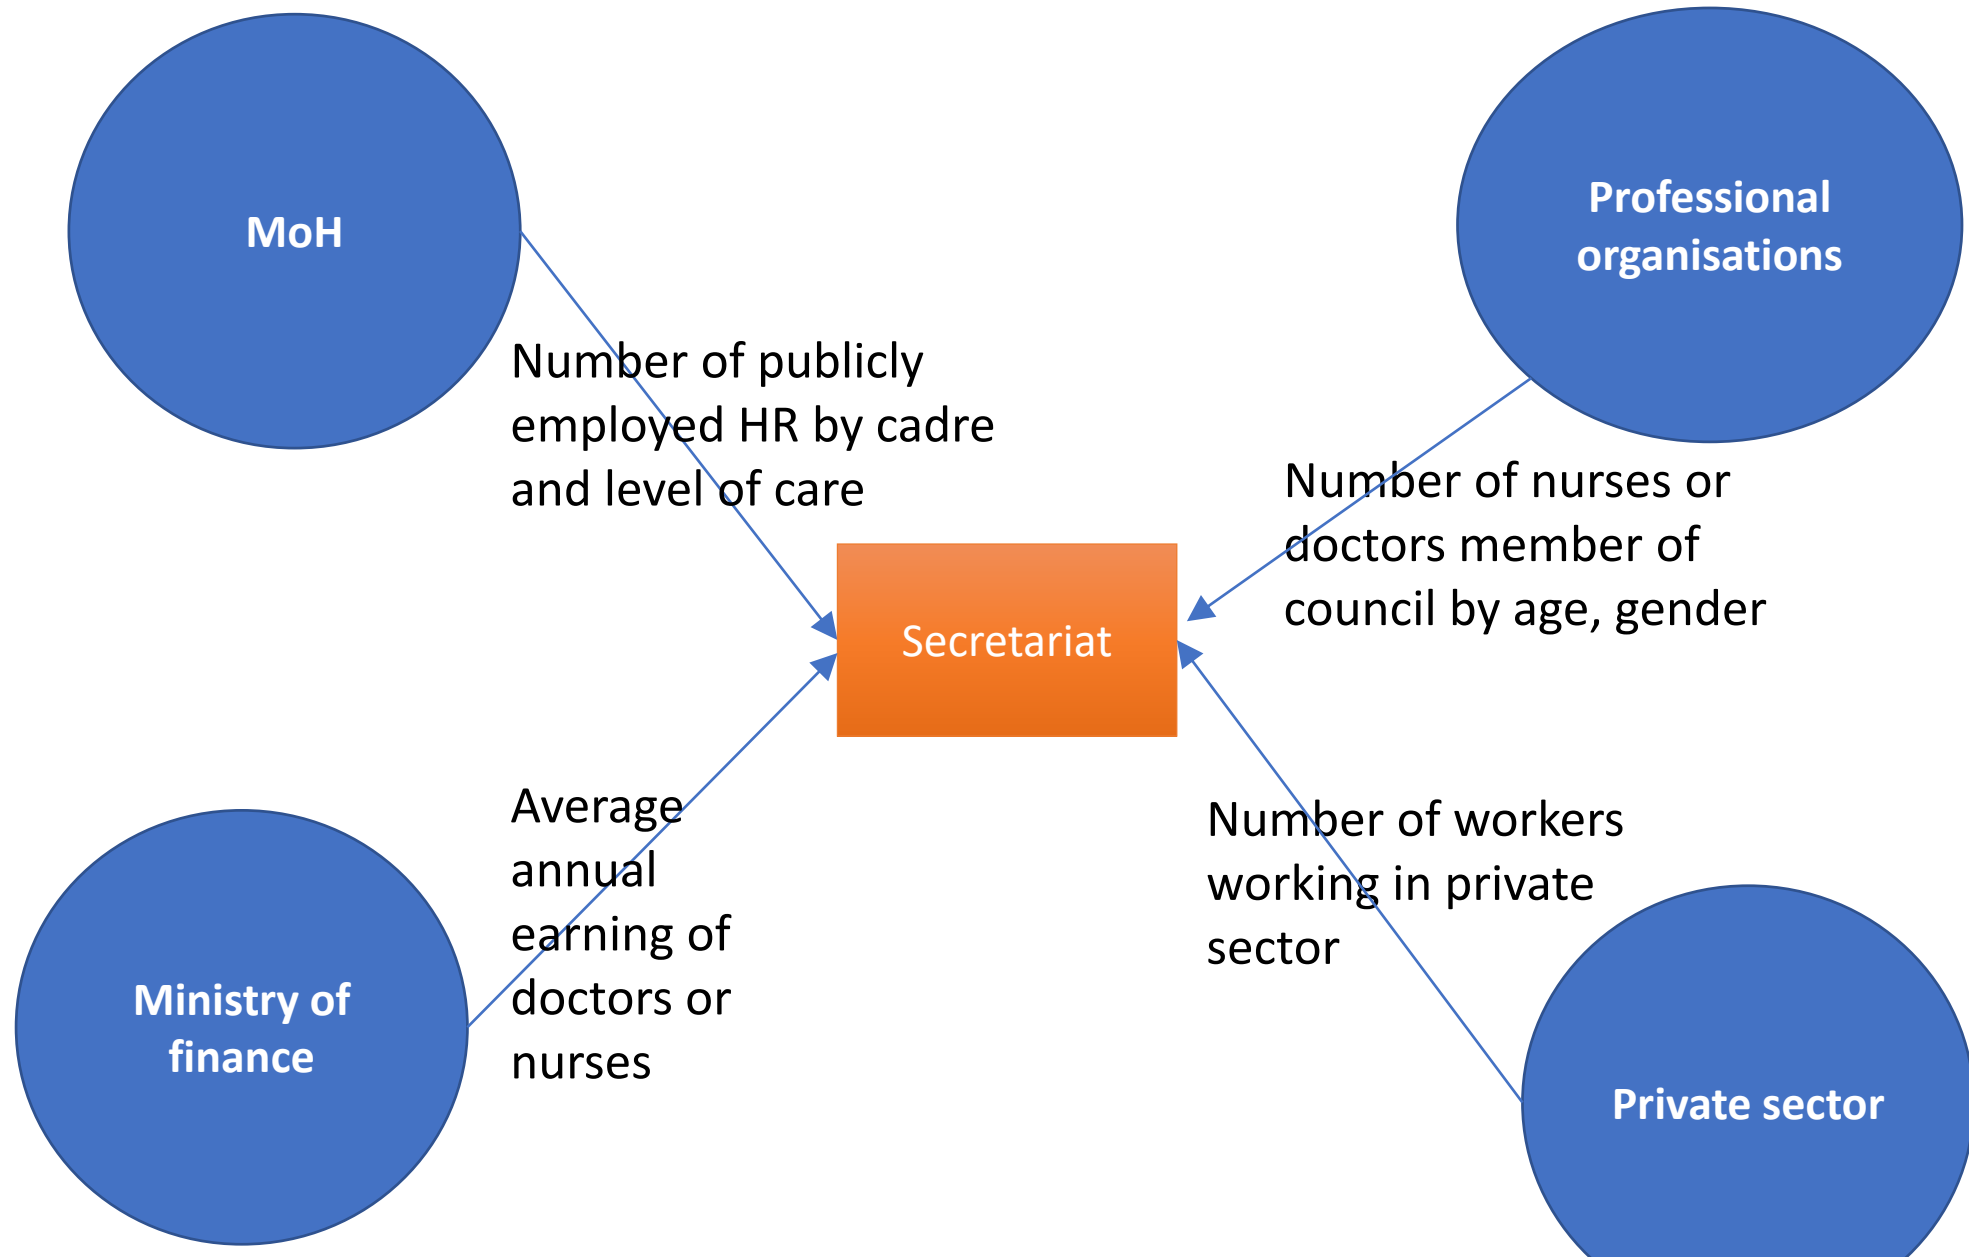 MoH
Professional
organisations
Number of publicly
employed HR by cadre
and level of care
Number of nurses or
doctors member of
council by age, gender
Secretariat
Average
annual
earning of
doctors or
nurses
Number of workers
working in private
sector
Ministry of
finance
Private sector